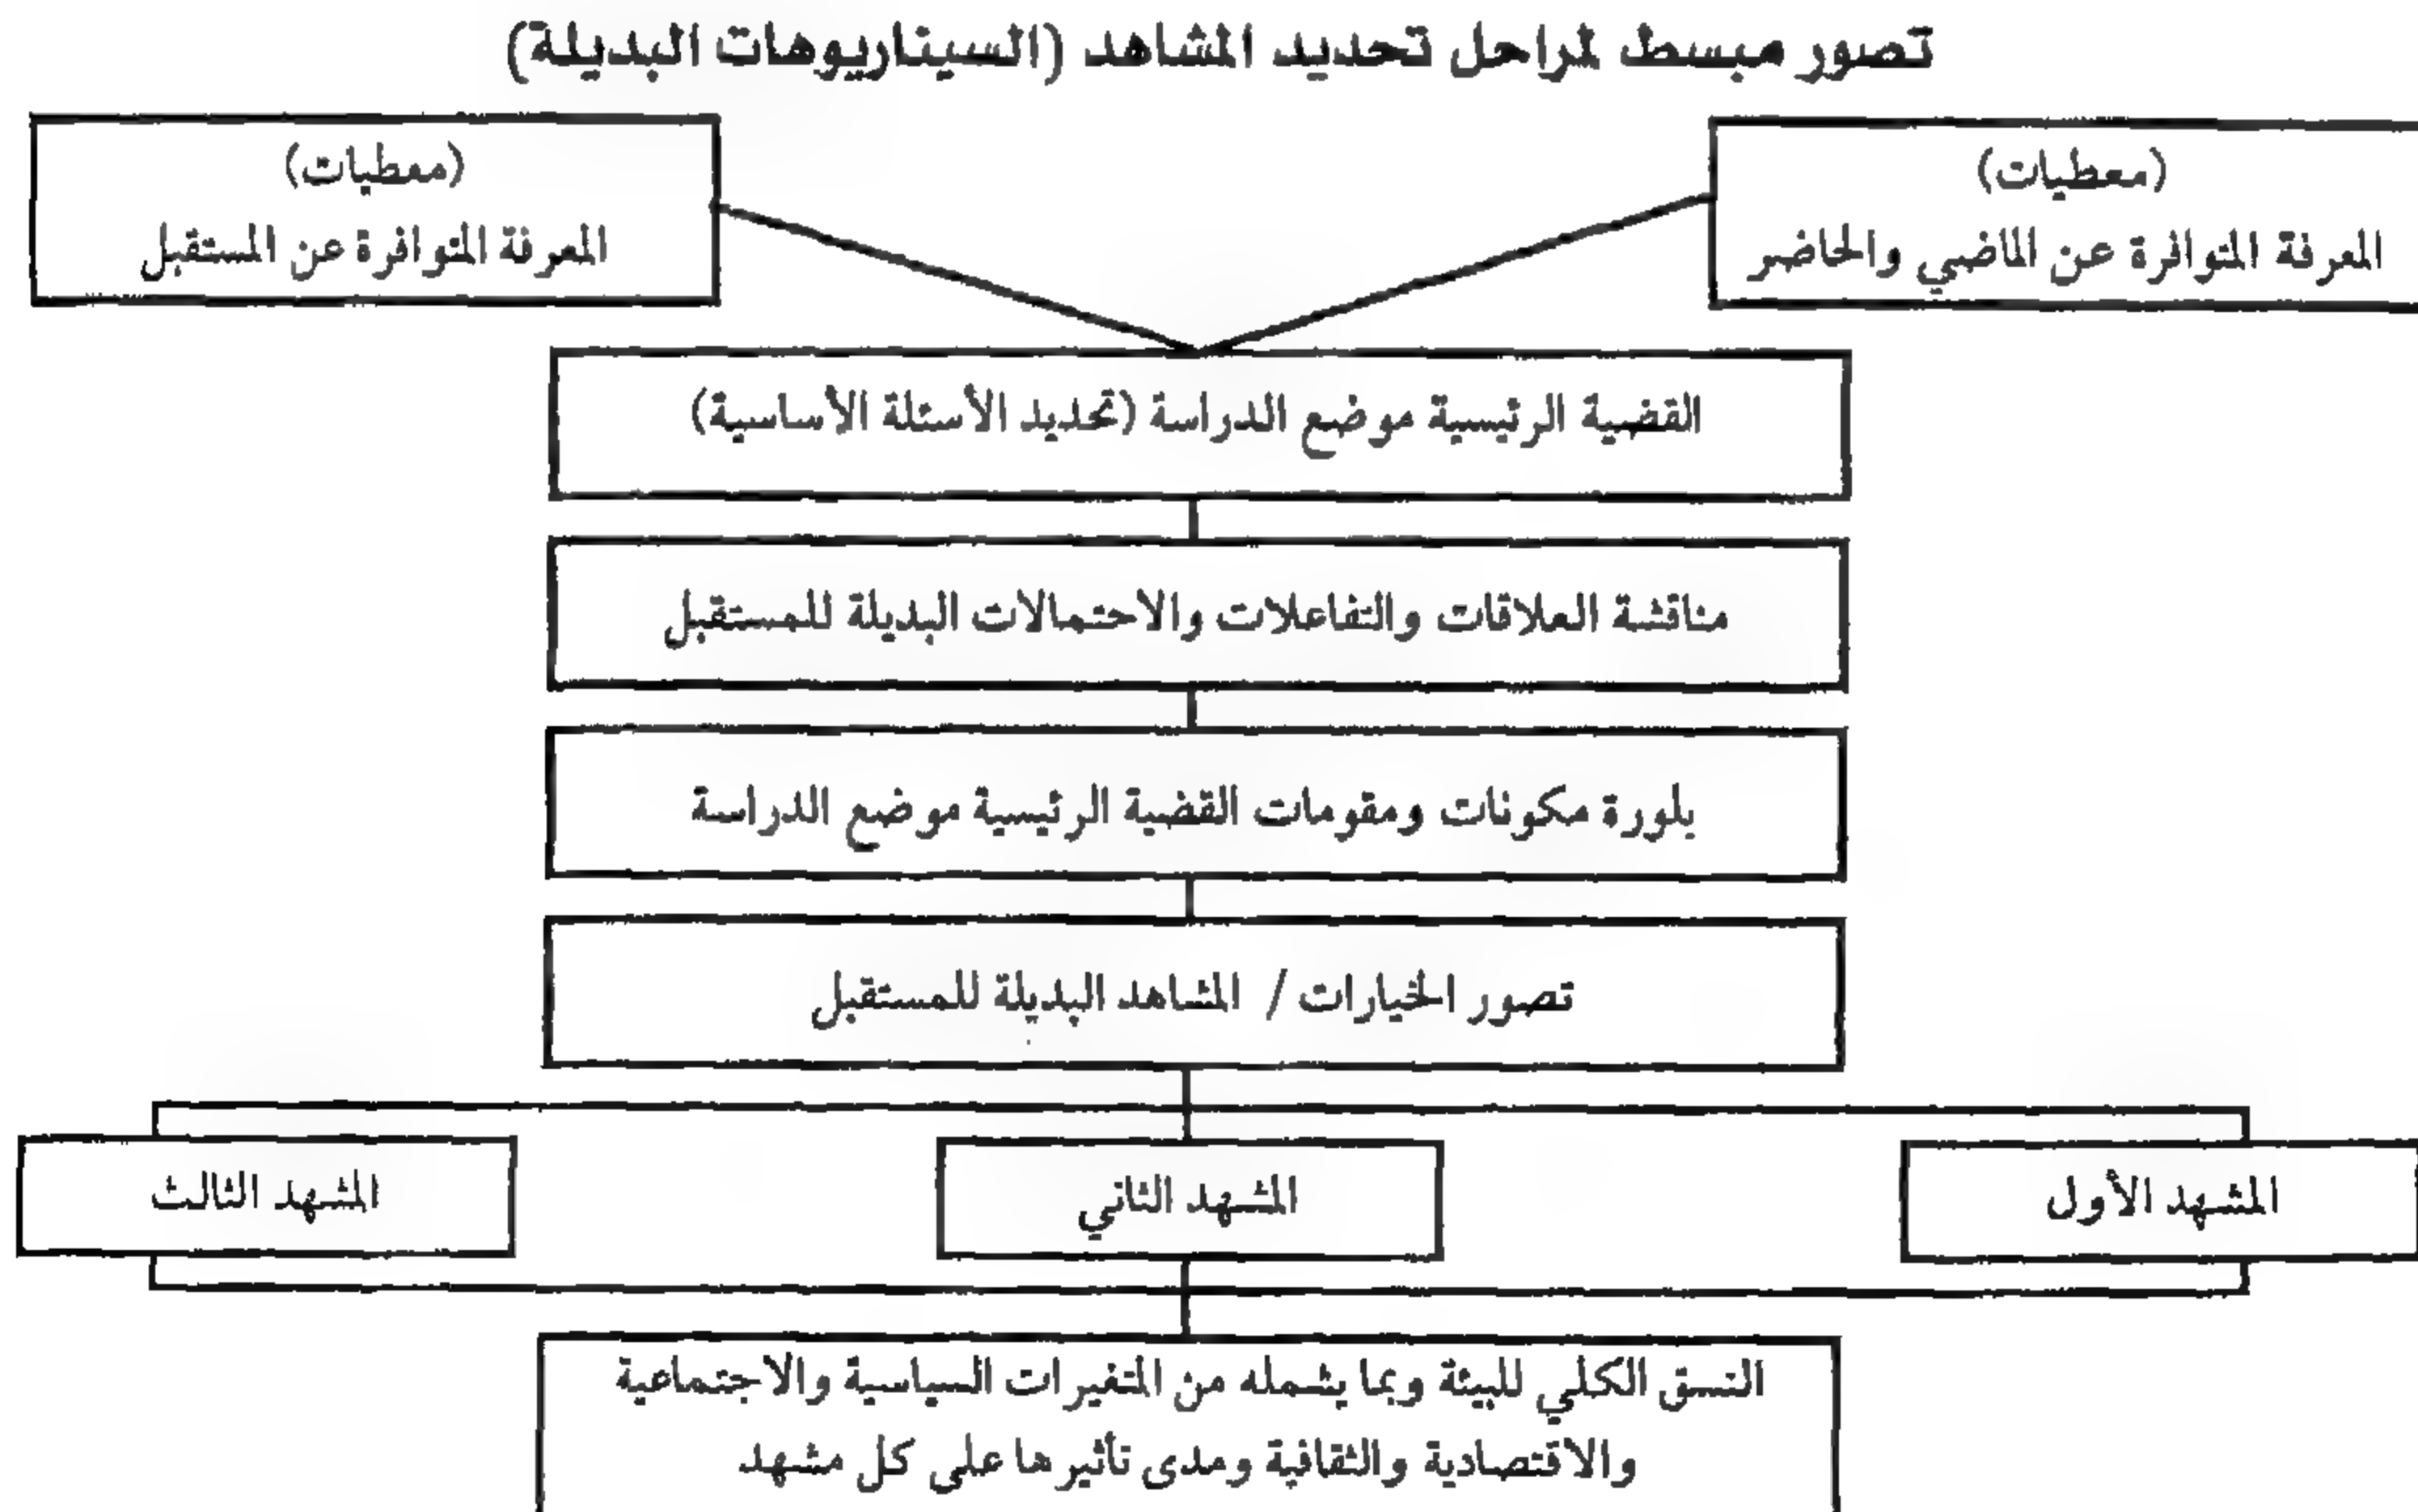 تصور مبسط لمراحل تحديد المشاهد (السيناريوهات البديلة)
(معطيات)
المعرفة المتوافرة عن الماضي والحاضر
(معطيات)
المعرفة المتوافرة عن المستقبل
القضية الرئيسية موضع الدراسة (تحديد الأسئلة الأساسية)
مناقشة العلاقات والتفاعلات والاحتمالات البديلة للمستقبل
بلورة مكونات ومقومات القضية الرئيسية موضع الدراسة
تصور الخيارات / المشاهد البديلة للمستقبل
المشهد الأول
المشهد الثاني
المشهد الثالث
النسق الكلي للبيئة وبما يشمله من المتغيرات السياسية والاجتماعية
والاقتصادية والثقافية ومدى تأثيرها على كل مشهد